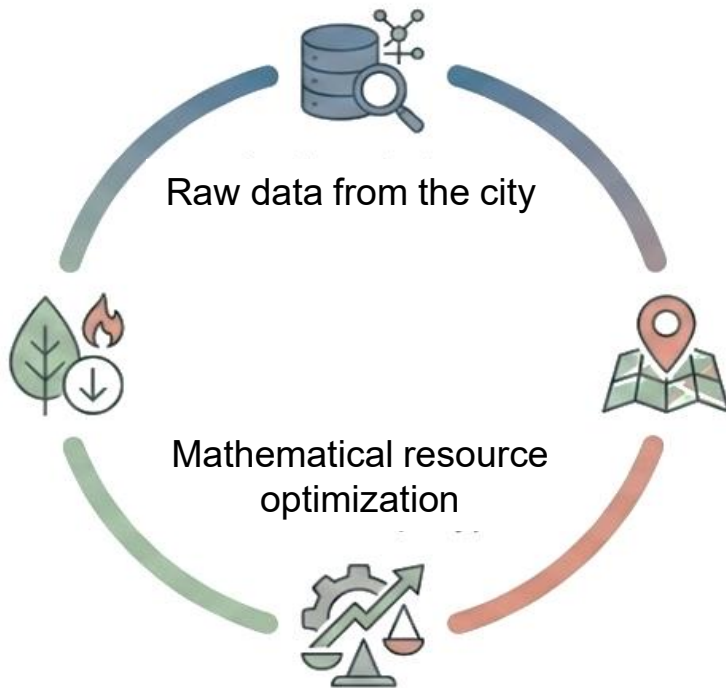 Raw data from the city
Mathematical resource
optimization